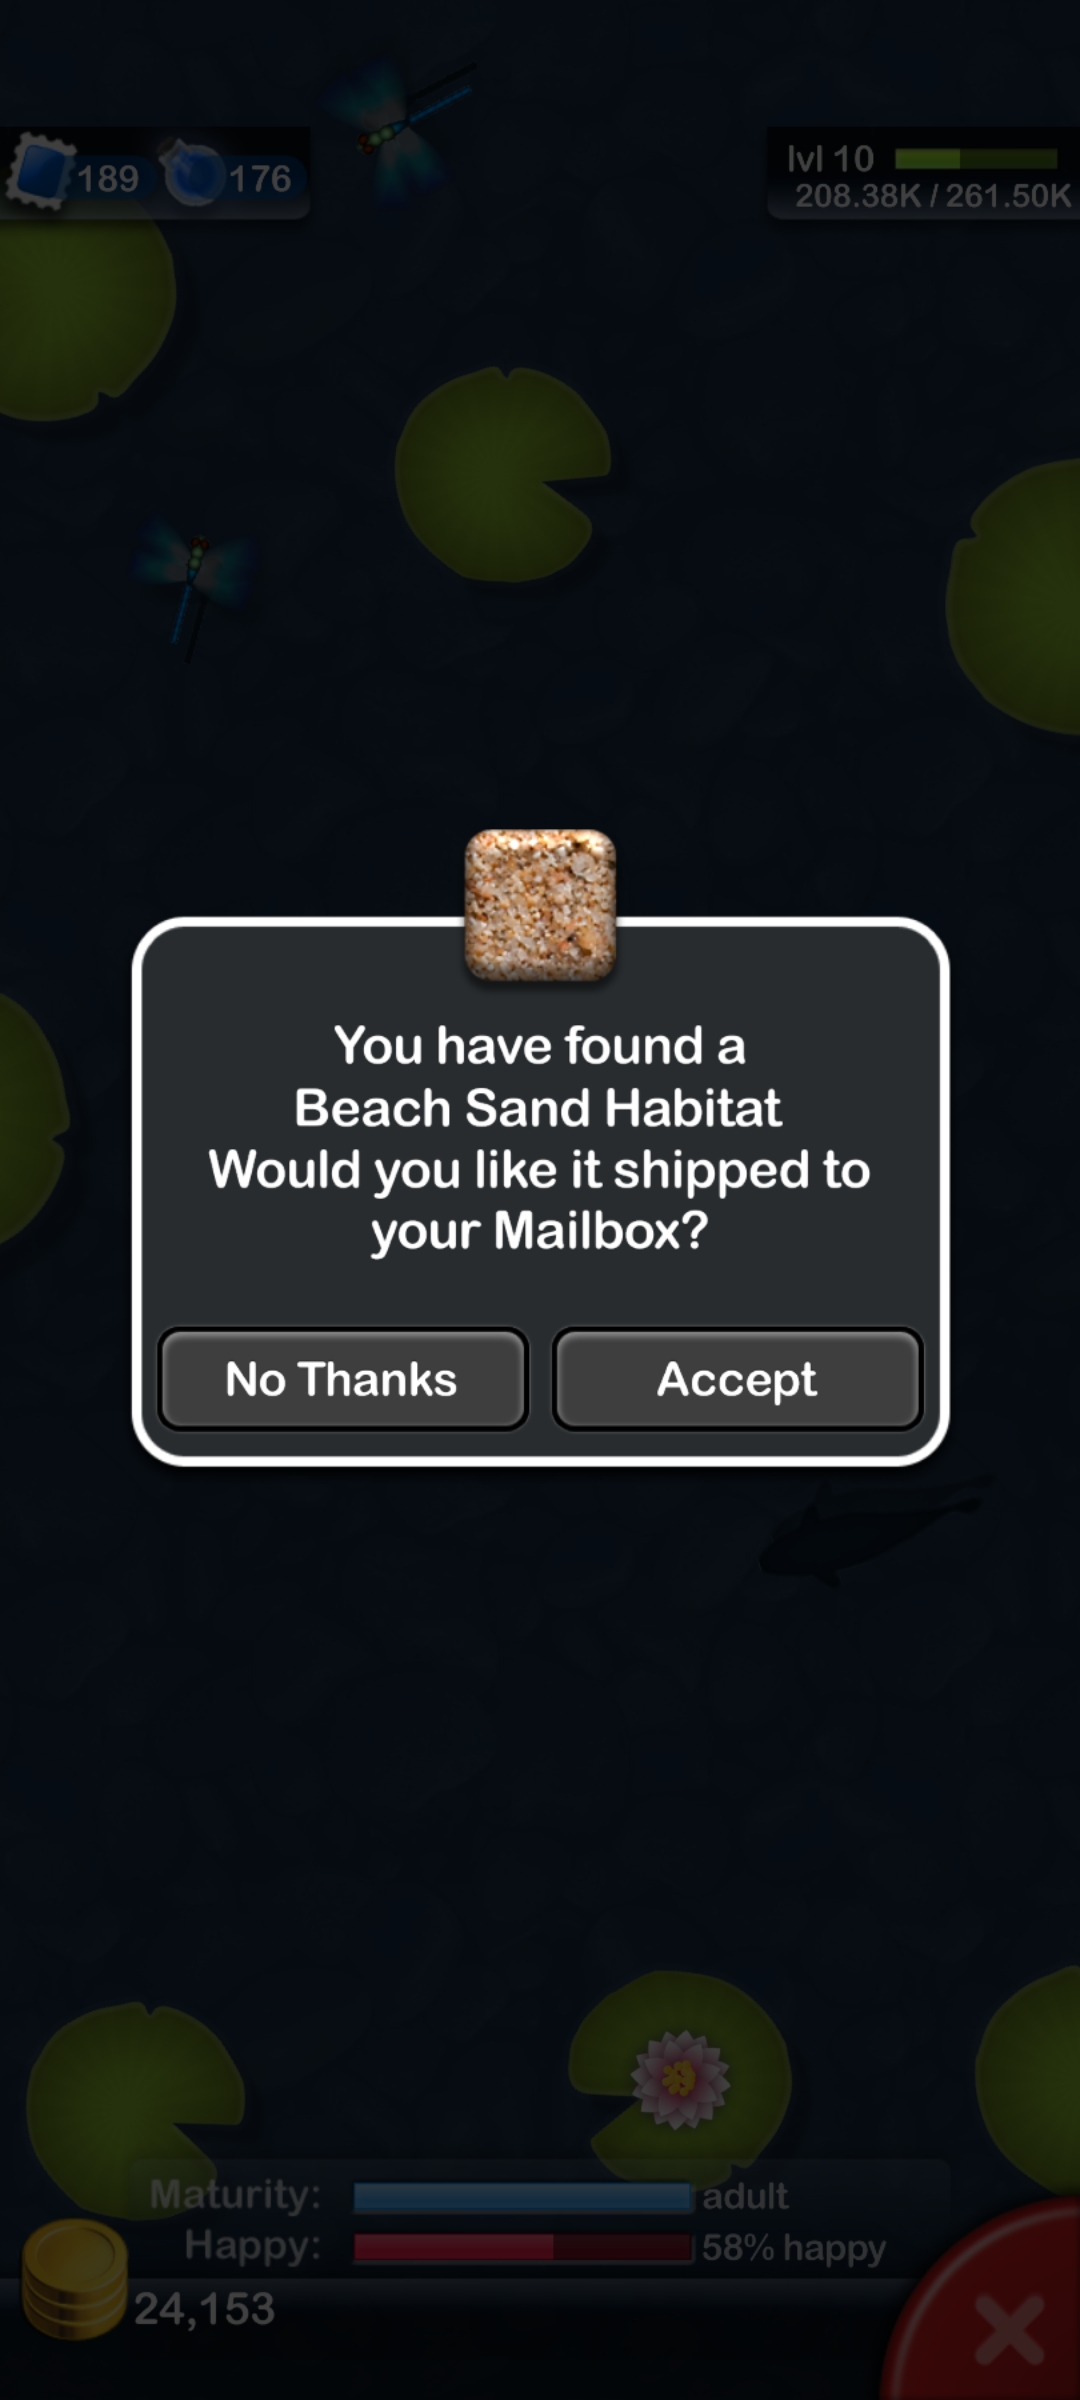 189
176
lvl 10
208.38K / 261.50K
You have found a
Beach Sand Habitat
Would you like it shipped to
your Mailbox?
No Thanks
Accept
Maturity:
adult
Happy:
58% happy
24,153